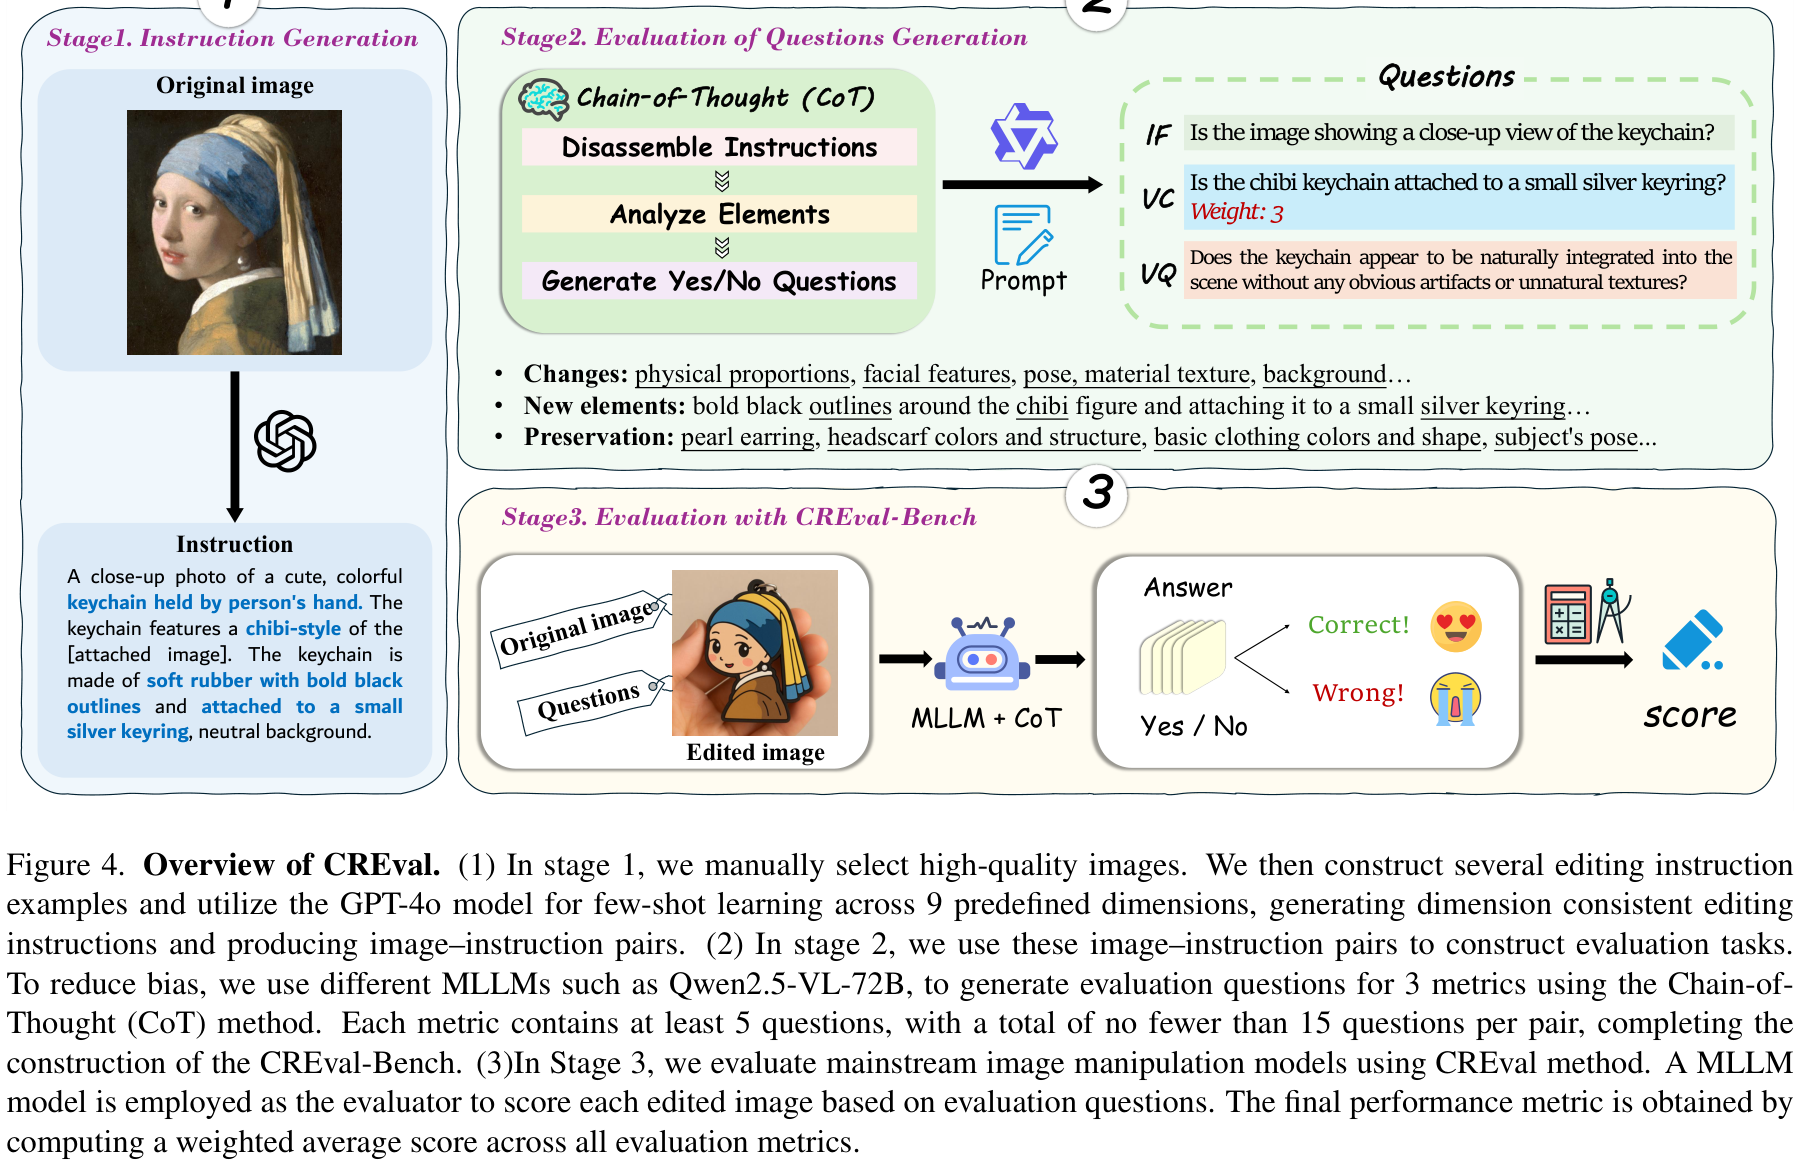 1
Stage1. Instruction Generation
Original image
Instruction
A close-up photo of a cute, colorful
keychain held by person's hand. The
keychain features a chibi-style of the
[attached image]. The keychain is
made of soft rubber with bold black
outlines and attached to a small
silver keyring, neutral background.
2
Stage2. Evaluation of Questions Generation
Chain-of-Thought (CoT)
Disassemble Instructions
Analyze Elements
Generate Yes/No Questions
Prompt
Questions
IF Is the image showing a close-up view of the keychain?
VC Is the chibi keychain attached to a small silver keyring?
Weight: 3
VQ Does the keychain appear to be naturally integrated into the
scene without any obvious artifacts or unnatural textures?
• Changes: physical proportions, facial features, pose, material texture, background…
• New elements: bold black outlines around the chibi figure and attaching it to a small silver keyring…
• Preservation: pearl earring, headscarf colors and structure, basic clothing colors and shape, subject's pose...
3
Stage3. Evaluation with CREval-Bench
Original image
Questions
Edited image
MLLM + CoT
Answer
Yes / No
Correct!
Wrong!
score
Figure 4. Overview of CREval. (1) In stage 1, we manually select high-quality images. We then construct several editing instruction
examples and utilize the GPT-4o model for few-shot learning across 9 predefined dimensions, generating dimension consistent editing
instructions and producing image–instruction pairs. (2) In stage 2, we use these image–instruction pairs to construct evaluation tasks.
To reduce bias, we use different MLLMs such as Qwen2.5-VL-72B, to generate evaluation questions for 3 metrics using the Chain-of-
Thought (CoT) method. Each metric contains at least 5 questions, with a total of no fewer than 15 questions per pair, completing the
construction of the CREval-Bench. (3)In Stage 3, we evaluate mainstream image manipulation models using CREval method. A MLLM
model is employed as the evaluator to score each edited image based on evaluation questions. The final performance metric is obtained by
computing a weighted average score across all evaluation metrics.